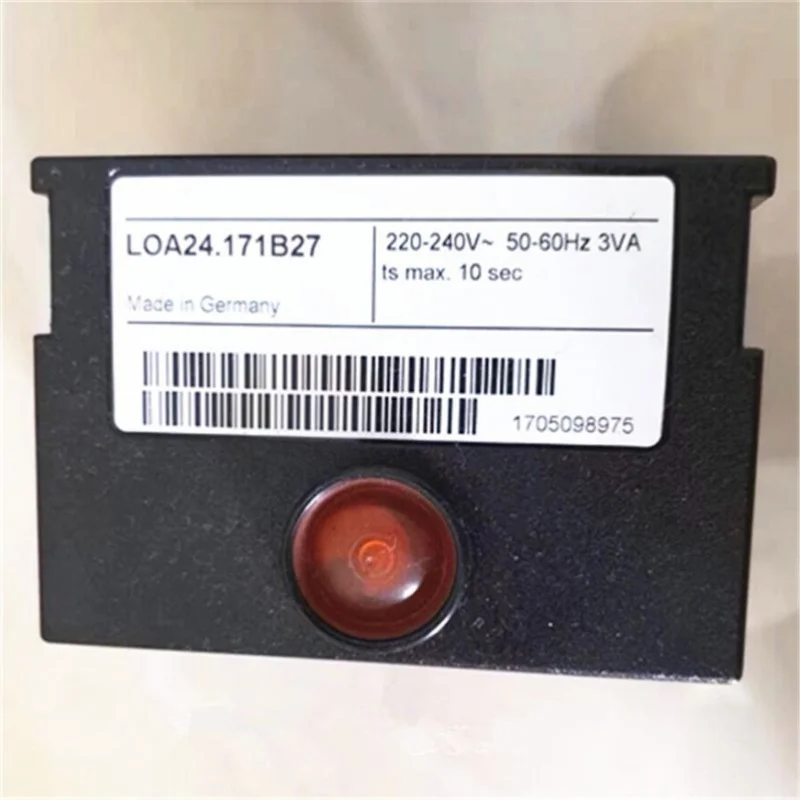 LOA24.171B27
220-240V~ 50-60Hz 3VA
ts max. 10 sec
Made in Germany
1705098975